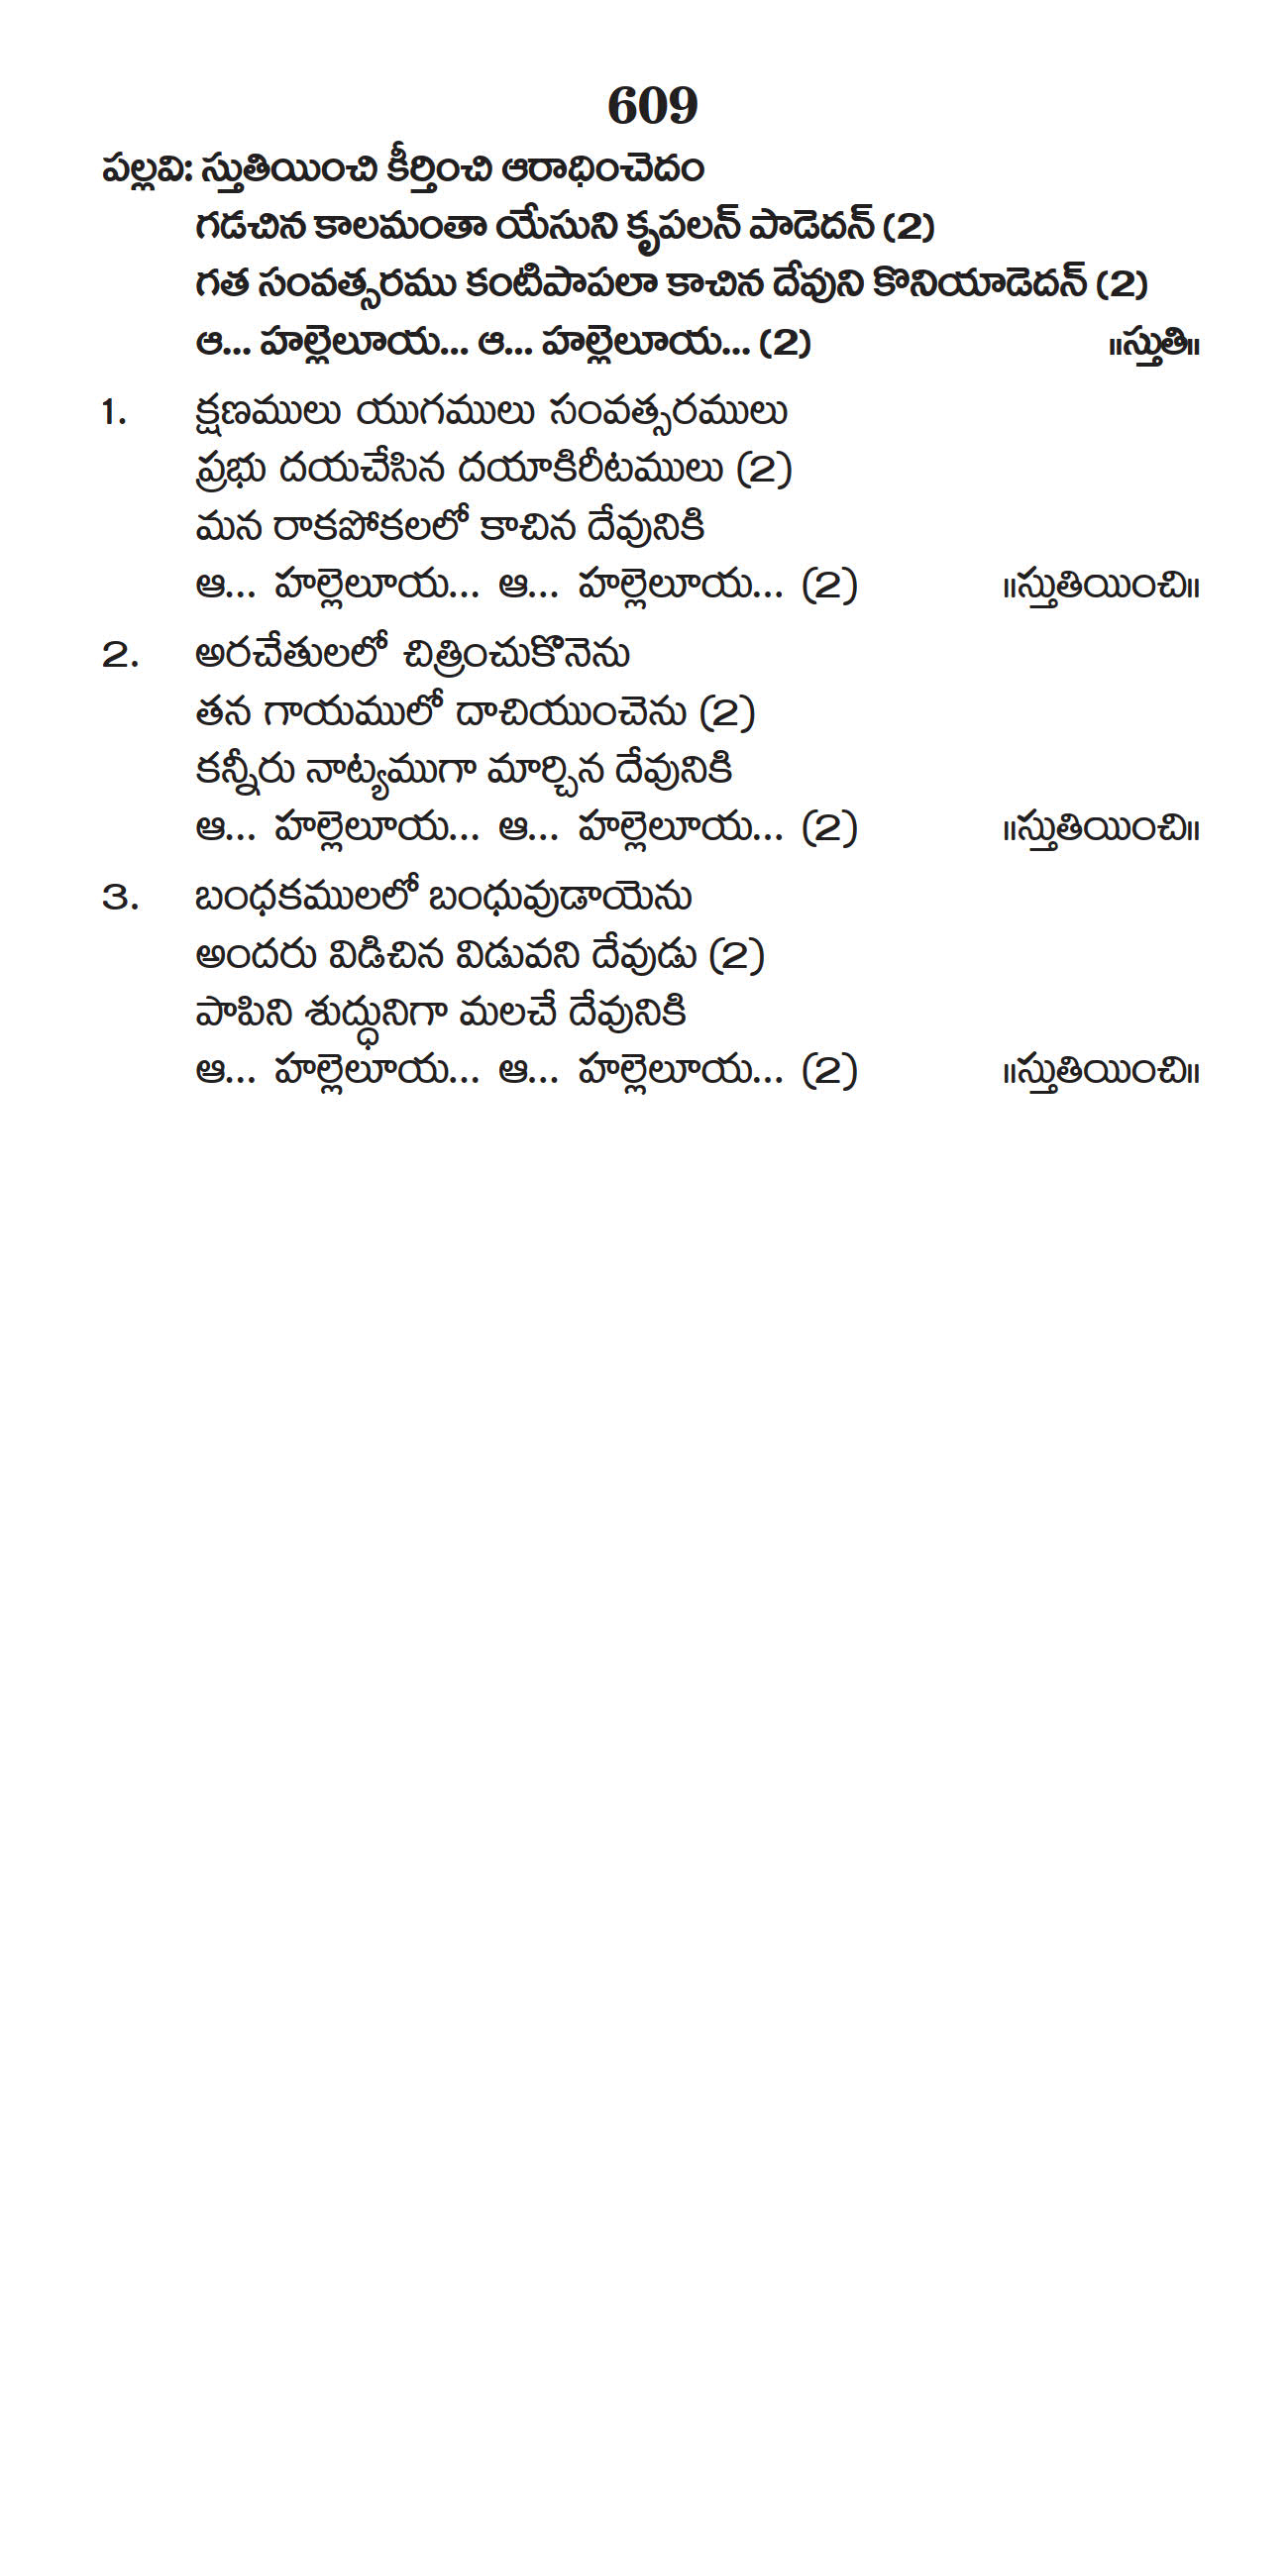 609
పల్లవి: స్తుతియించి కీర్తించి ఆరాధించెదం
గడచిన కాలమంతా యేసుని కృపలన్ పాడెదన్ (2)
గత సంవత్సరము కంటిపాపలా కాచిన దేవుని కొనియాడెదన్ (2)
ఆ... హల్లెలూయ... ఆ... హల్లెలూయ... (2) ॥స్తుతి॥
1. క్షణములు యుగములు సంవత్సరములు
ప్రభు దయచేసిన దయాకిరీటములు (2)
మన రాకపోకలలో కాచిన దేవునికి
ఆ... హల్లెలూయ... ఆ... హల్లెలూయ... (2) ॥స్తుతియించి॥
2. అరచేతులలో చిత్రించుకొనెను
తన గాయములో దాచియుంచెను (2)
కన్నీరు నాట్యముగా మార్చిన దేవునికి
ఆ... హల్లెలూయ... ఆ... హల్లెలూయ... (2) ॥స్తుతియించి॥
3. బంధకములలో బంధువుడాయెను
అందరు విడిచిన విడువని దేవుడు (2)
పాపిని శుద్ధునిగా మలచే దేవునికి
ఆ... హల్లెలూయ... ఆ... హల్లెలూయ... (2) ॥స్తుతియించి॥